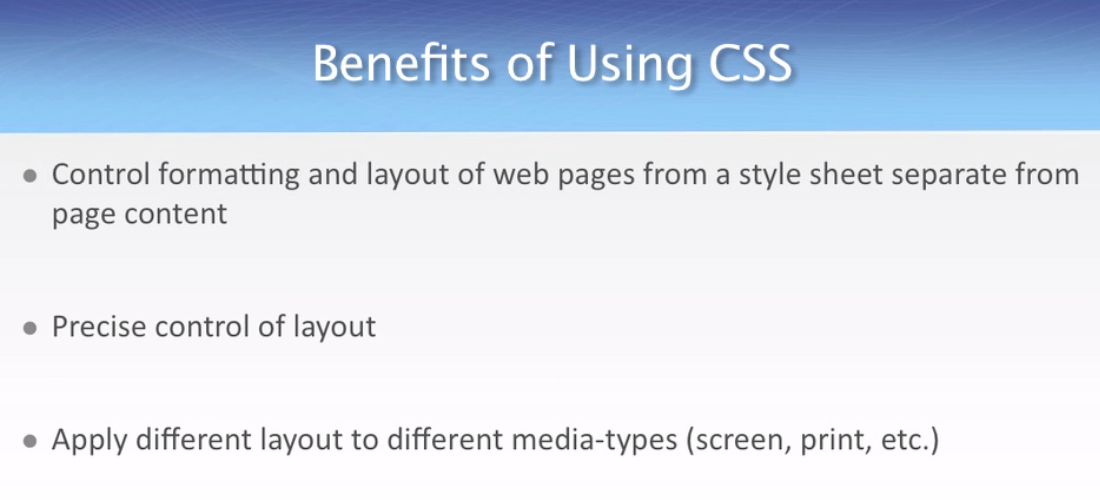 Benefits of Using CSS
● Control formatting and layout of web pages from a style sheet separate from
page content
● Precise control of layout
● Apply different layout to different media-types (screen, print, etc.)